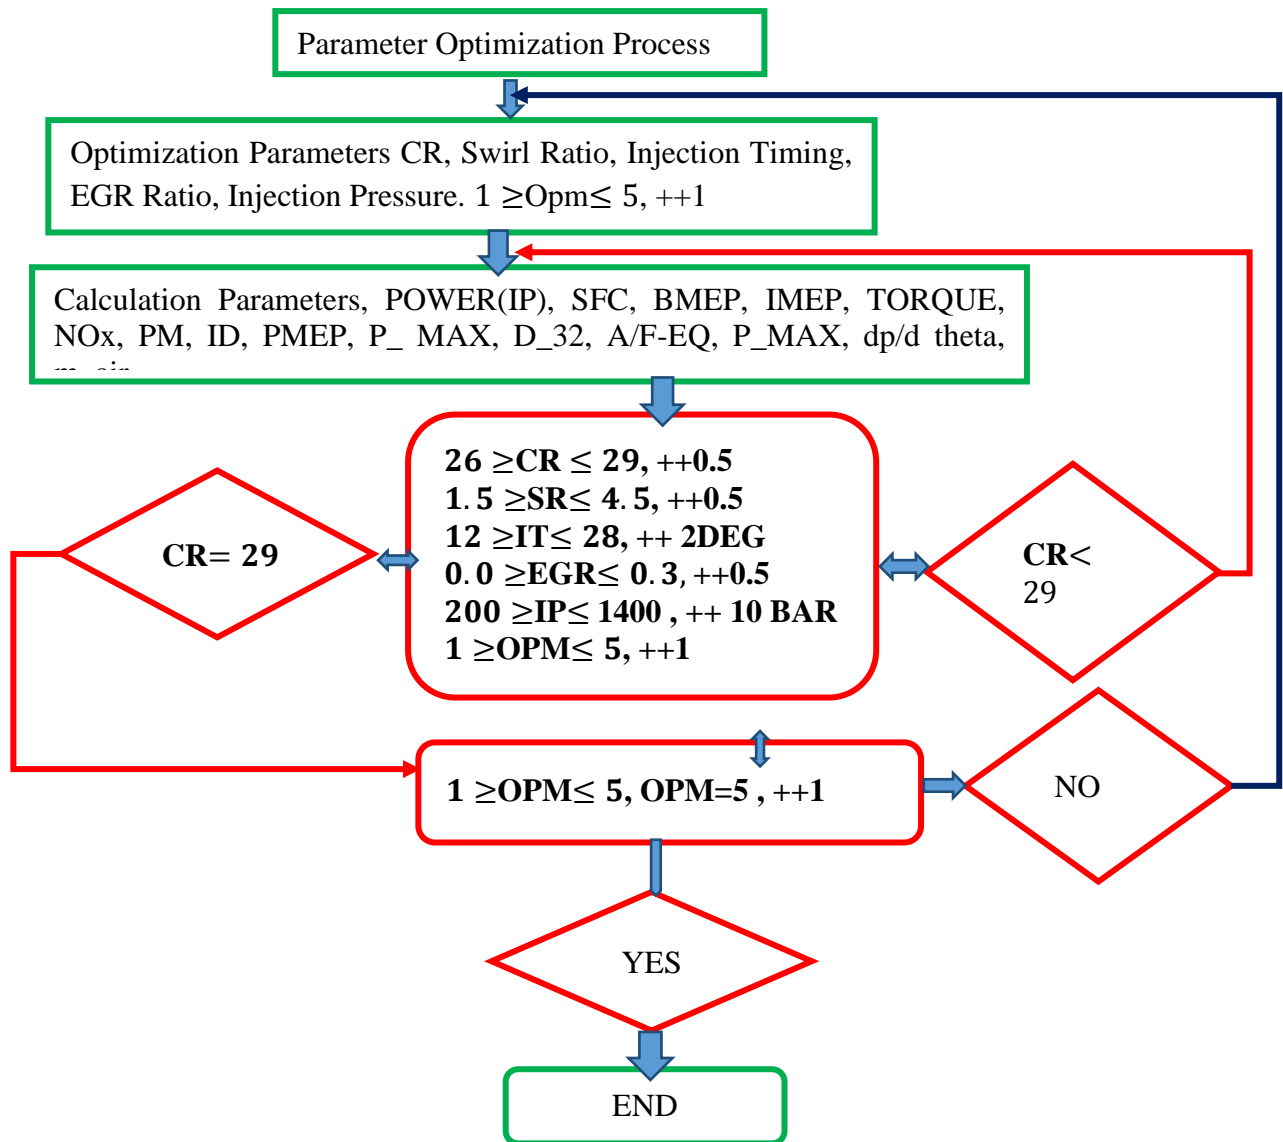 Parameter Optimization Process
Optimization Parameters CR, Swirl Ratio, Injection Timing,
EGR Ratio, Injection Pressure. 1 ≥Opm≤ 5, ++1
Calculation Parameters, POWER(IP), SFC, BMEP, IMEP, TORQUE,
NOx, PM, ID, PMEP, P_ MAX, D_32, A/F-EQ, P_MAX, dp/d theta,
26 ≥CR ≤ 29, ++0.5
1.5 ≥SR≤ 4.5, ++0.5
12 ≥IT≤ 28, ++ 2DEG
0.0 ≥EGR≤ 0.3, ++0.5
200 ≥IP≤ 1400 , ++ 10 BAR
1 ≥OPM≤ 5, ++1
CR= 29
CR<
29
1 ≥OPM≤ 5, OPM=5 , ++1
NO
YES
END